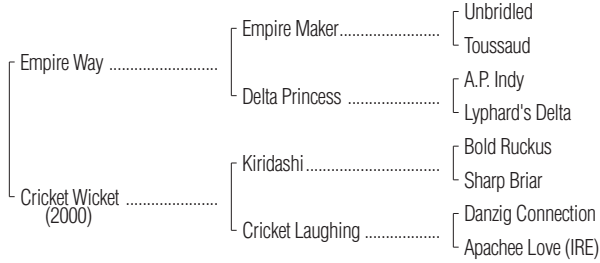 Unbridled
Empire Maker........................
Toussaud
Empire Way ..........................
A.P. Indy
Delta Princess ......................
Lyphard's Delta
Bold Ruckus
Kiridashi................................
Sharp Briar
Cricket Wicket ......................
(2000)
Danzig Connection
Cricket Laughing ..................
Apachee Love (IRE)